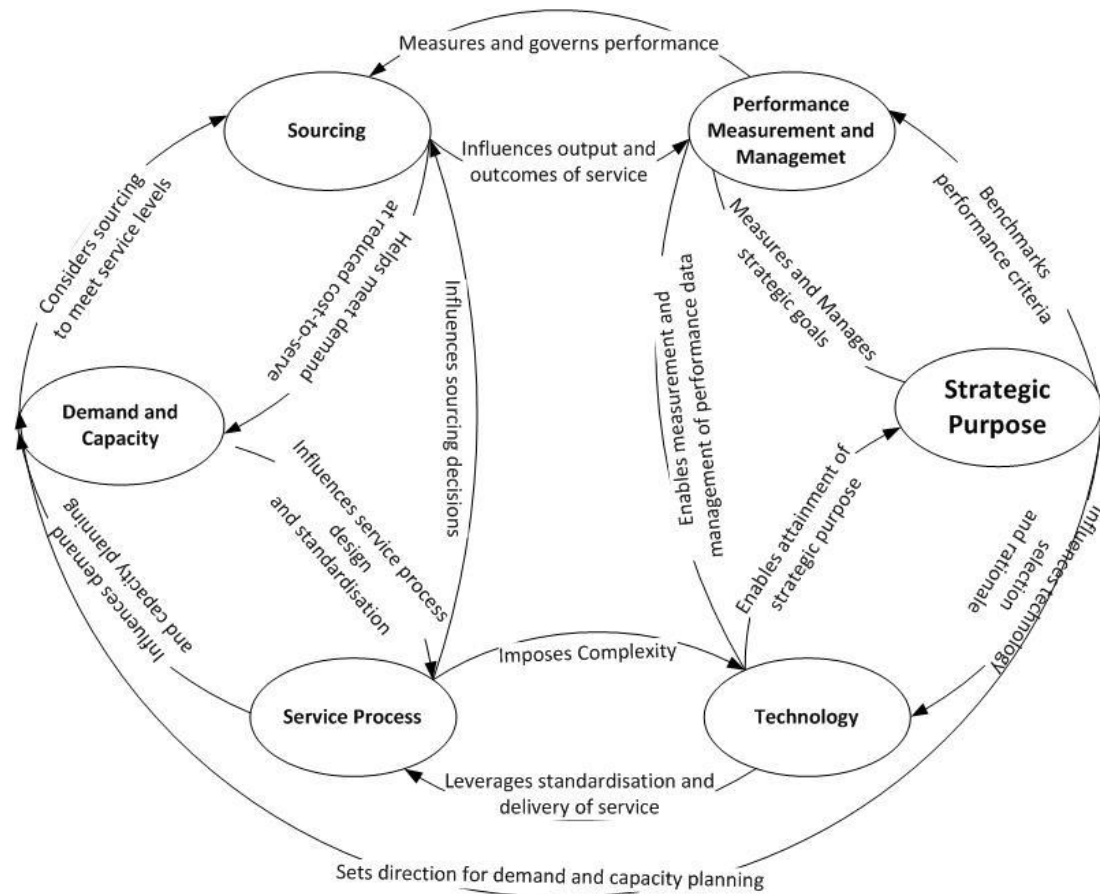 Measures and governs performance
Sourcing
Performance
Measurement and
Managemet
Influences output and
outcomes of service
Considers sourcing
to meet service levels
Helps meet demand
at reduced cost-to-serve
Influences sourcing decisions
Enables measurement and
management of performance data
Measures and Manages
strategic goals
Benchmarks
performance criteria
Demand and
Capacity
Strategic
Purpose
Influences service process
design
and standardisation
Enables attainment of
strategic purpose
Influences technology
selection
and rationale
Influences demand
and capacity planning
Imposes Complexity
Service Process
Technology
Leverages standardisation and
delivery of service
Sets direction for demand and capacity planning